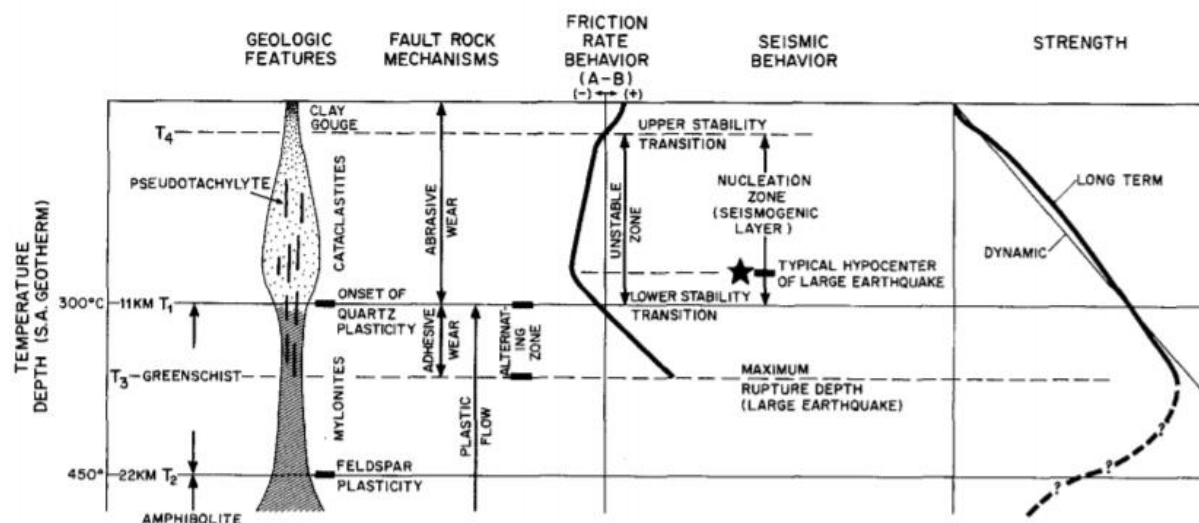 GEOLOGIC
FEATURES
FAULT ROCK
MECHANISMS
FRICTION
RATE
BEHAVIOR
(A-B)
(-) (+)
SEISMIC
BEHAVIOR
STRENGTH
TEMPERATURE
DEPTH (S.A. GEOTHERM)
T4
CLAY
GOUGE
UPPER STABILITY
TRANSITION
PSEUDOTACHYLYTE
CATACLASTITES
ABRASIVE
WEAR
UNSTABLE
ZONE
NUCLEATION
ZONE
(SEISMOGENIC
LAYER)
LONG TERM
DYNAMIC
TYPICAL HYPOCENTER
OF LARGE EARTHQUAKE
300°C 11KM T1
ONSET OF
QUARTZ PLASTICITY
LOWER STABILITY
TRANSITION
ADHESIVE
WEAR
ALTERNAT-
ING
ZONE
T3 GREENSCHIST
MAXIMUM
RUPTURE DEPTH
(LARGE EARTHQUAKE)
MYLONITES
PLASTIC
FLOW
?
450° 22KM T2
FELDSPAR
PLASTICITY
?
?
AMPHIBOLITE